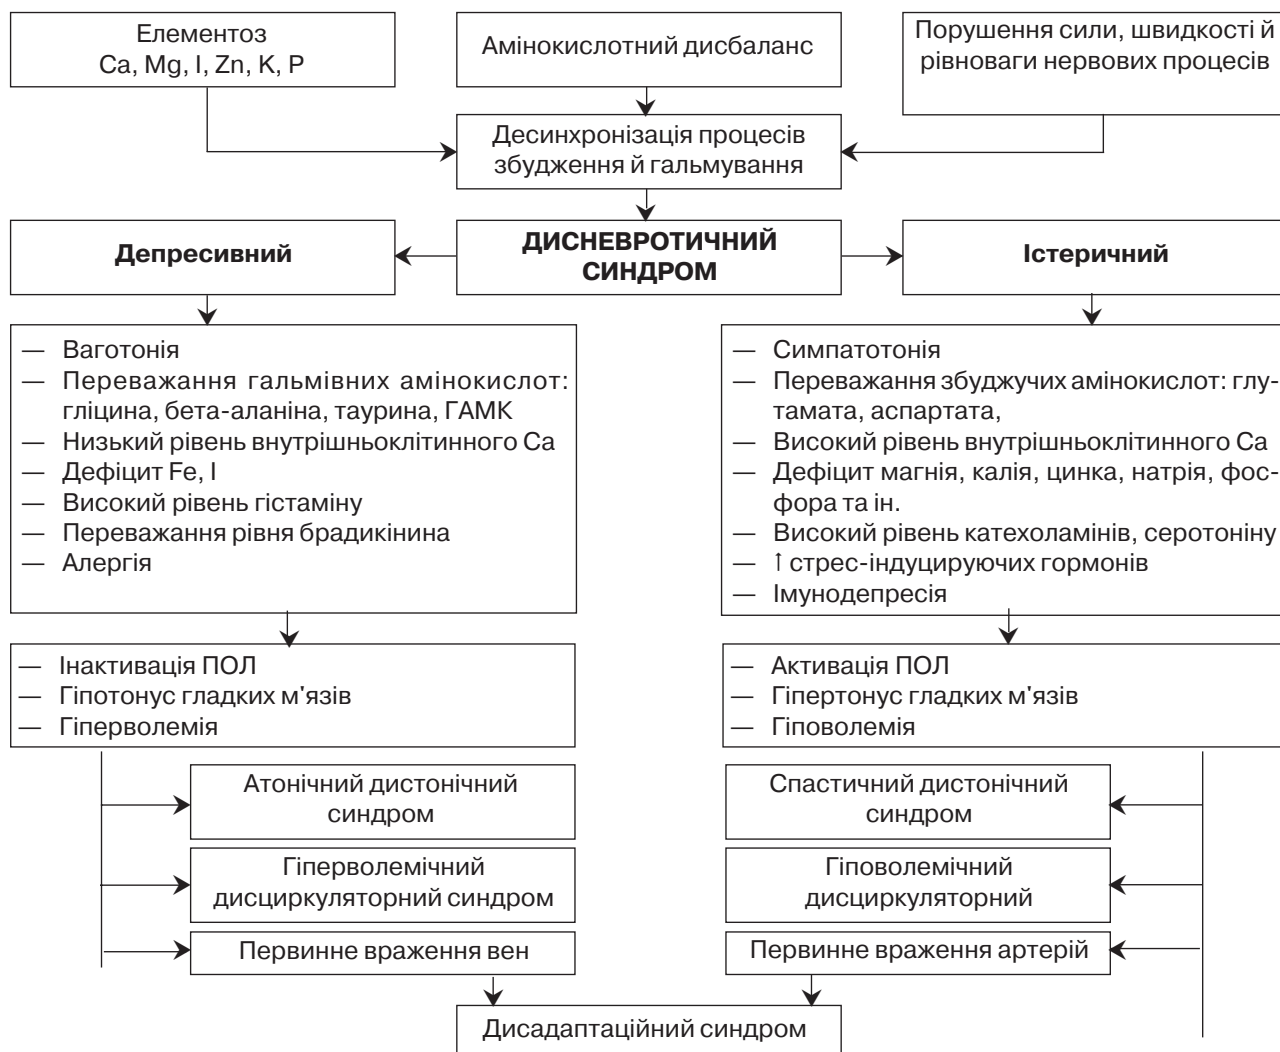 Елементоз
Ca, Mg, I, Zn, K, P
Амінокислотний дисбаланс
Порушення сили, швидкості й
рівноваги нервових процесів
Десинхронізація процесів
збудження й гальмування
Депресивний
ДИСНЕВРОТИЧНИЙ
СИНДРОМ
Істеричний
— Ваготонія
— Переважання гальмівних амінокислот:
гліцина, бета-аланіна, таурина, ГАМК
— Низький рівень внутрішньоклітинного Са
— Дефіцит Fe, I
— Високий рівень гістаміну
— Переважання рівня брадикініна
— Алергія
— Симпатотонія
— Переважання збуджучих амінокислот: глу-
тамата, аспартата,
— Високий рівень внутрішньоклітинного Са
— Дефіцит магнія, калія, цинка, натрія, фос-
фора та ін.
— Високий рівень катехоламінів, серотоніну
— ↑ стрес-індуцируючих гормонів
— Імунодепресія
— Інактивація ПОЛ
— Гіпотонус гладких м'язів
— Гіперволемія
— Активація ПОЛ
— Гіпертонус гладких м'язів
— Гіповолемія
Атонічний дистонічний
синдром
Спастичний дистонічний
синдром
Гіперволемічний
дисциркуляторний синдром
Гіповолемічний
дисциркуляторний
Первинне враження вен
Первинне враження артерій
Дисадаптаційний синдром